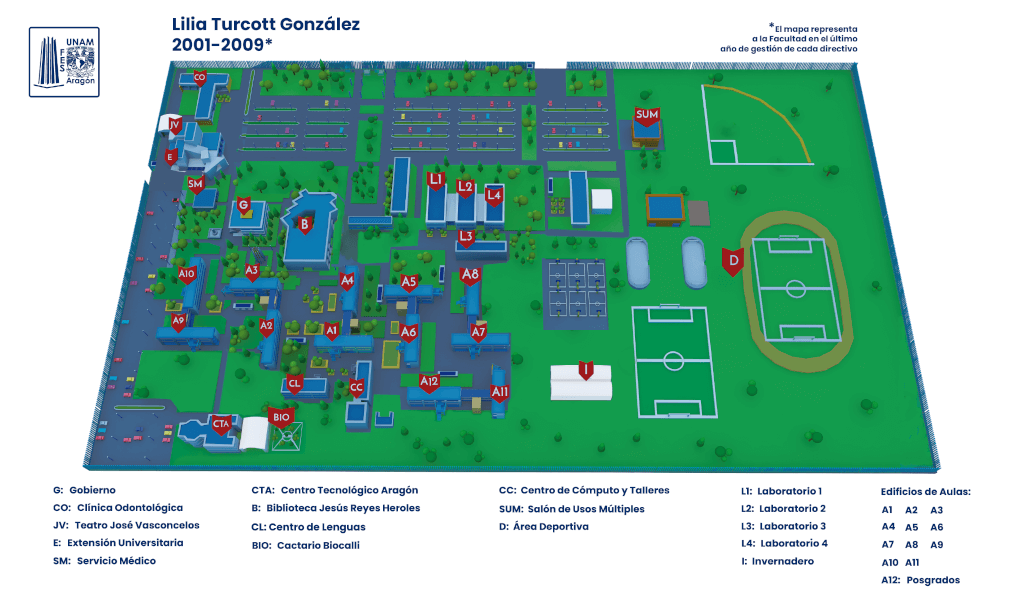 UNAM
FES
Aragón
Lilia Turcott González
2001-2009*
*El mapa representa
a la Facultad en el último
año de gestión de cada directivo
CO
JV
E
SM
G
B
L1
L2
L4
L3
SUM
D
A10
A3
A4
A5
A8
A9
A2
A1
A6
A7
CL
CC
A12
A11
I
CTA
BIO
G: Gobierno
CO: Clínica Odontológica
JV: Teatro José Vasconcelos
E: Extensión Universitaria
SM: Servicio Médico
CTA: Centro Tecnológico Aragón
B: Biblioteca Jesús Reyes Heroles
CL: Centro de Lenguas
BIO: Cactario Biocalli
CC: Centro de Cómputo y Talleres
SUM: Salón de Usos Múltiples
D: Área Deportiva
L1: Laboratorio 1
L2: Laboratorio 2
L3: Laboratorio 3
L4: Laboratorio 4
I: Invernadero
Edificios de Aulas:
A1 A2 A3
A4 A5 A6
A7 A8 A9
A10 A11
A12: Posgrados